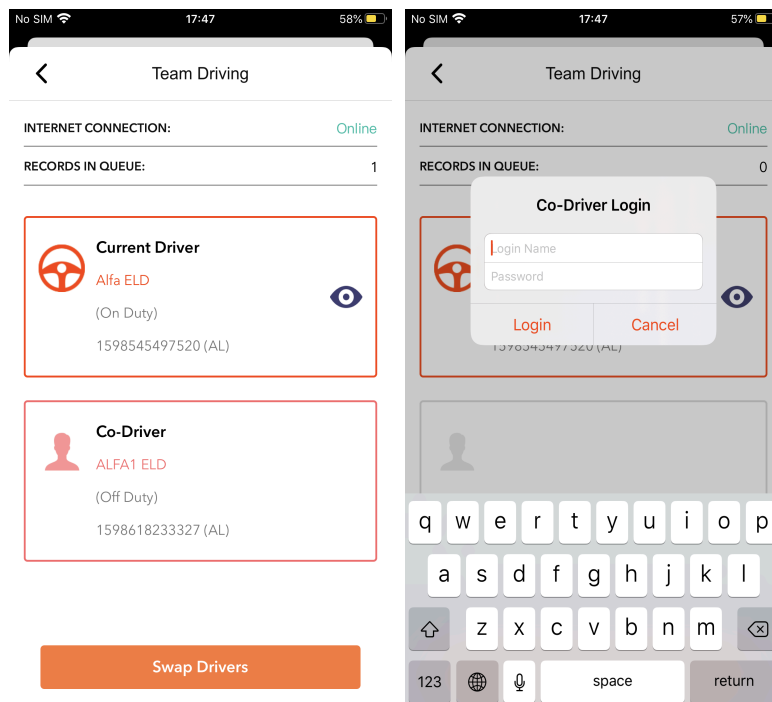 No SIM 17:47 58%
Team Driving
INTERNET CONNECTION: Online
RECORDS IN QUEUE: 1
Current Driver
Alfa ELD
(On Duty)
1598545497520 (AL)
Co-Driver
ALFA1 ELD
(Off Duty)
1598618233327 (AL)
Swap Drivers
No SIM 17:47 57%
Team Driving
INTERNET CONNECTION: Online
RECORDS IN QUEUE: 0
Co-Driver Login
Login Name
Password
Login Cancel
1598545497520 (AL)
q w e r t y u i o p
a s d f g h j k l
z x c v b n m
123 space return